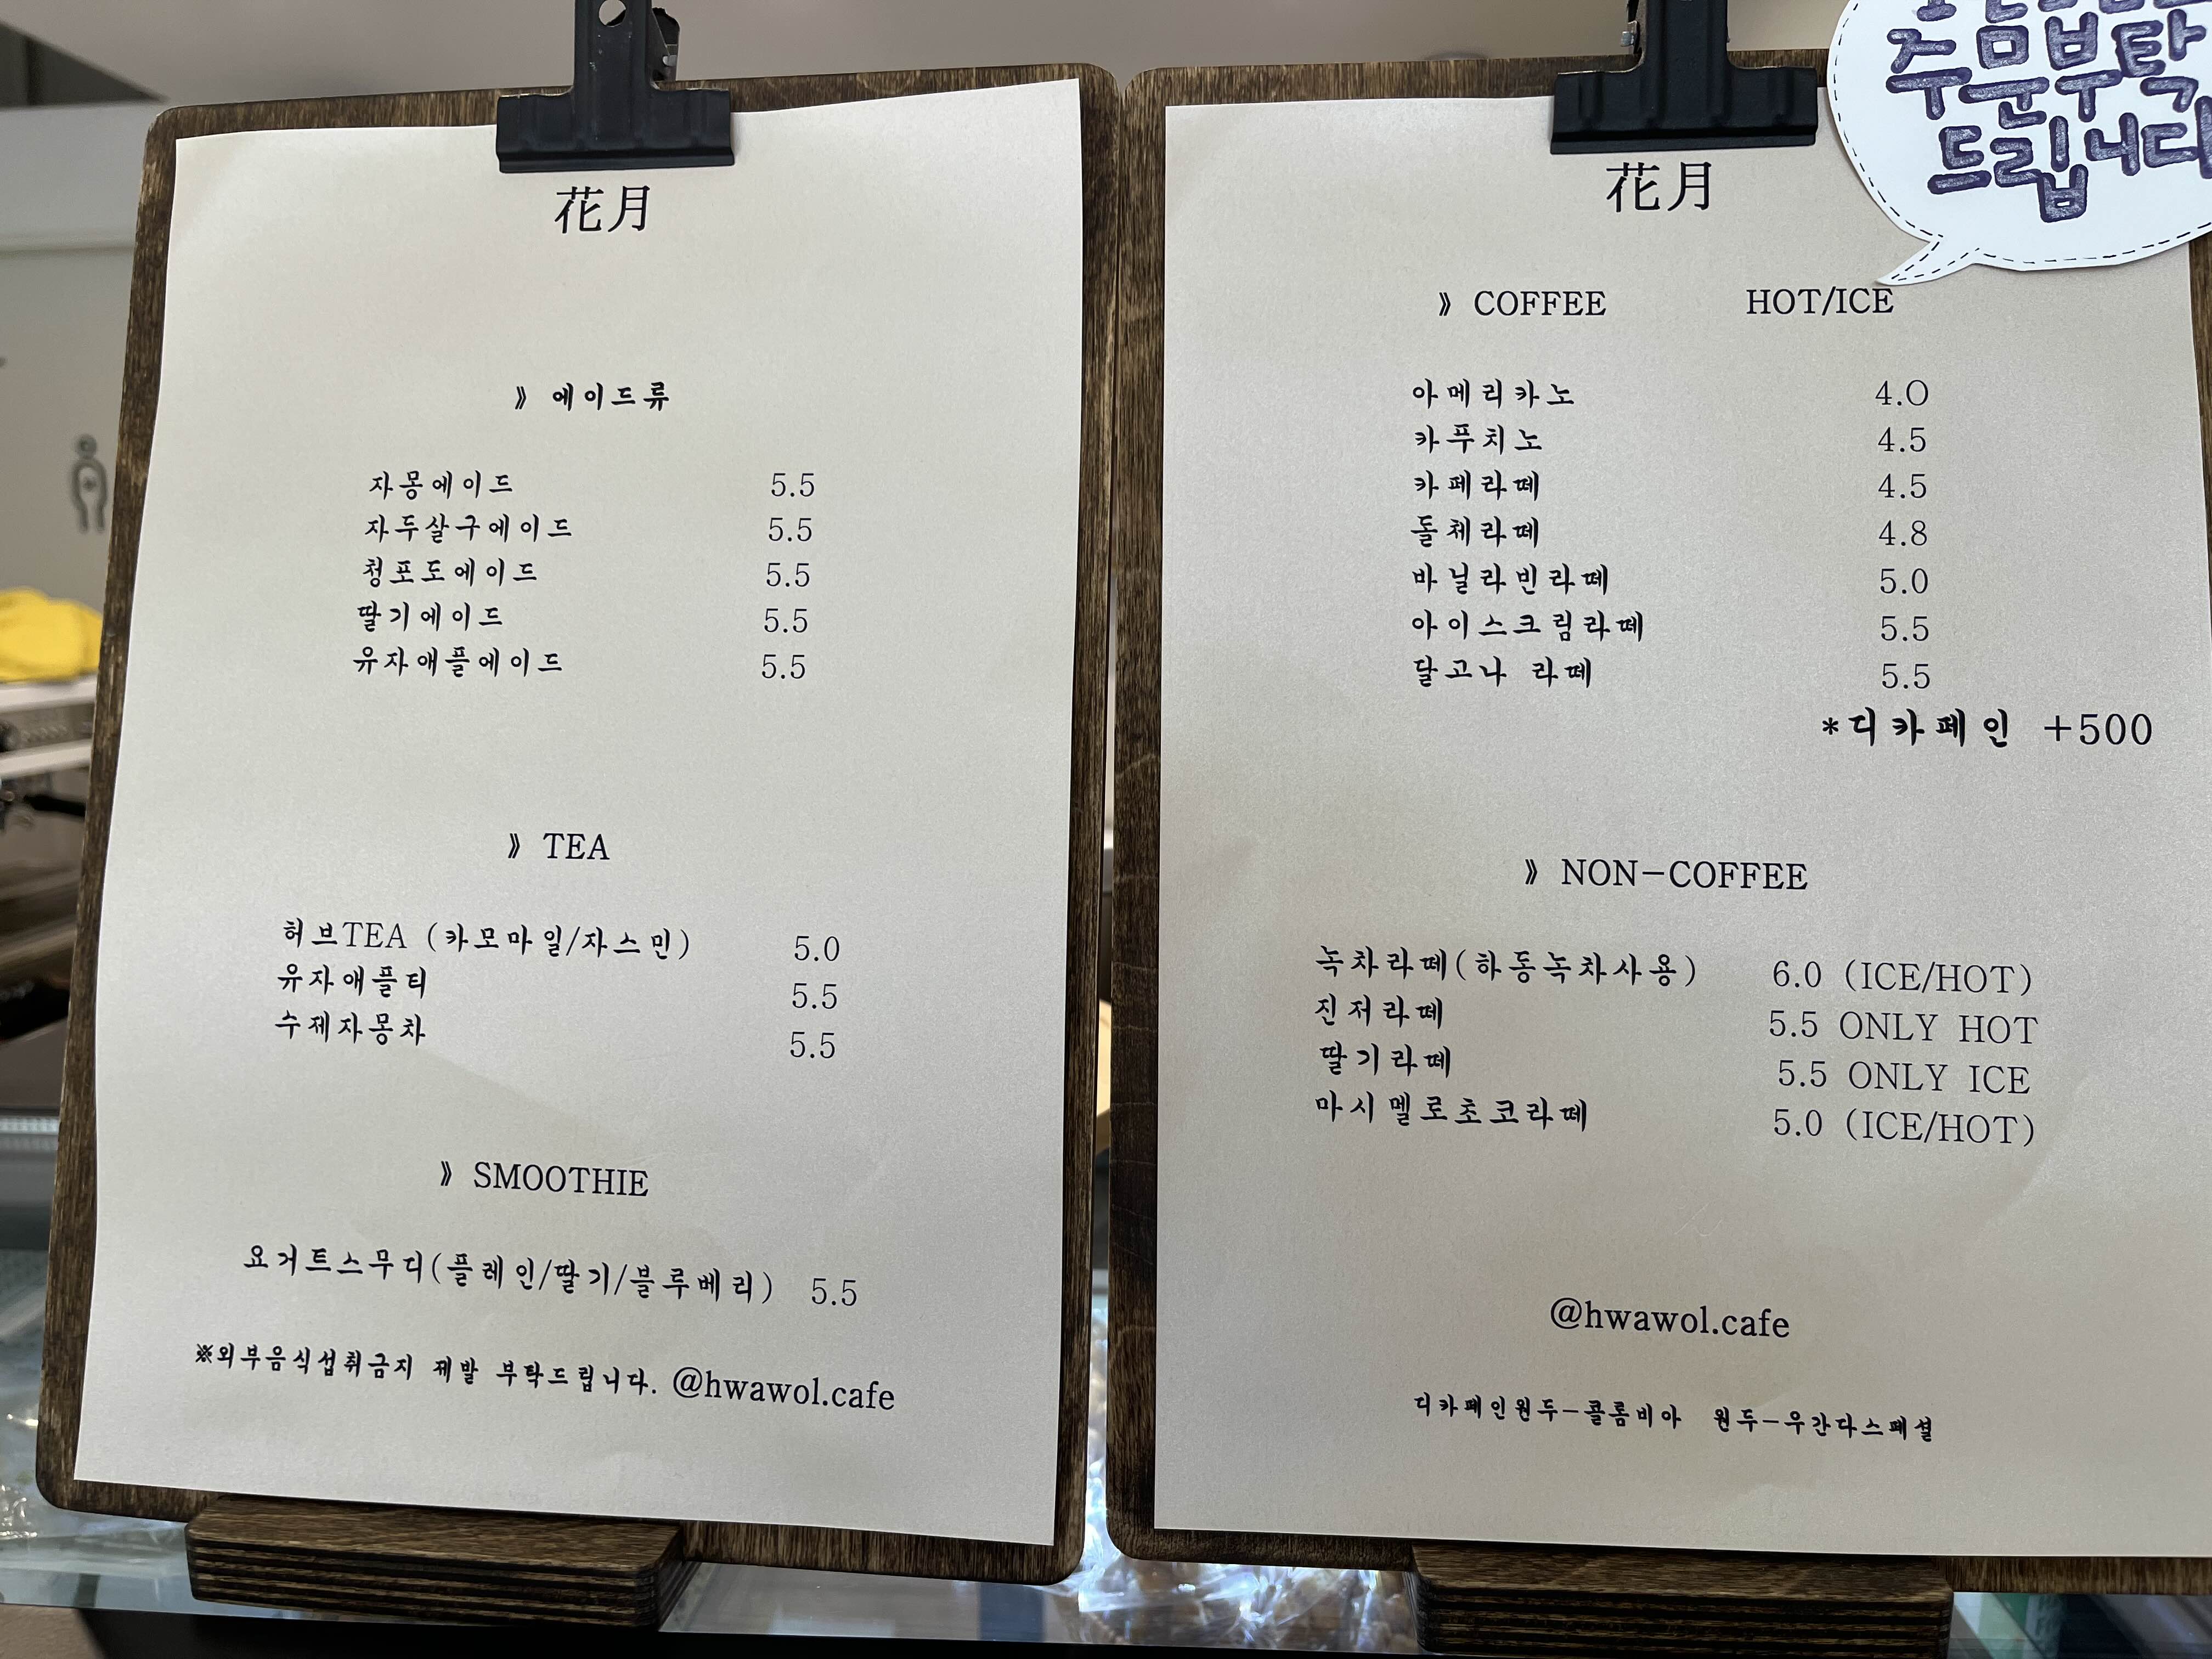 花月
》 에이드류
자몽에이드 5.5
자두살구에이드 5.5
청포도에이드 5.5
딸기에이드 5.5
유자애플에이드 5.5
》 TEA
허브TEA (카모마일/자스민) 5.0
유자애플티 5.5
수제자몽차 5.5
》 SMOOTHIE
요거트스무디(플레인/딸기/블루베리) 5.5
※외부음식섭취금지 제발 부탁드립니다. @hwawol.cafe
주문부탁
드립니다
花月
》 COFFEE HOT/ICE
아메리카노 4.0
카푸치노 4.5
카페라떼 4.5
돌체라떼 4.8
바닐라빈라떼 5.0
아이스크림라떼 5.5
달고나 라떼 5.5
*디카페인 +500
》 NON-COFFEE
녹차라떼(하동녹차사용) 6.0 (ICE/HOT)
진저라떼 5.5 ONLY HOT
딸기라떼 5.5 ONLY ICE
마시멜로초코라떼 5.0 (ICE/HOT)
@hwawol.cafe
디카페인원두-콜롬비아 원두-우간다스페셜